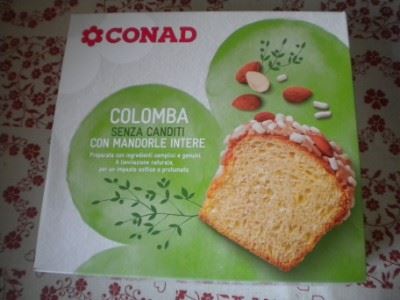 CONAD
COLOMBA
SENZA CANDITI
CON MANDORLE INTERE
Preparata con ingredienti semplici e genuini.
A lievitazione naturale,
per un impasto soffice e profumato